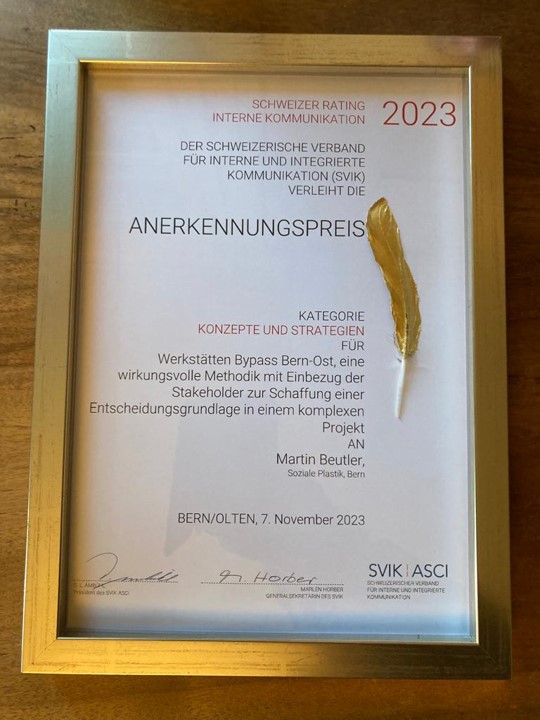 SCHWEIZER RATING
INTERNE KOMMUNIKATION
2023
DER SCHWEIZERISCHE VERBAND
FÜR INTERNE UND INTEGRIERTE
KOMMUNIKATION (SVIK)
VERLEIHT DIE
ANERKENNUNGSPREIS
KATEGORIE
KONZEPTE UND STRATEGIEN
FÜR
Werkstätten Bypass Bern-Ost, eine
wirkungsvolle Methodik mit Einbezug der
Stakeholder zur Schaffung einer
Entscheidungsgrundlage in einem komplexen
Projekt
AN
Martin Beutler,
Soziale Plastik, Bern
BERN/OLTEN, 7. November 2023
M. Horber
MARLEN HORBER
GENERALSEKRETÄRIN DES SVIK
SVIK | ASCI
SCHWEIZERISCHER VERBAND
FÜR INTERNE UND INTEGRIERTE
KOMMUNIKATION